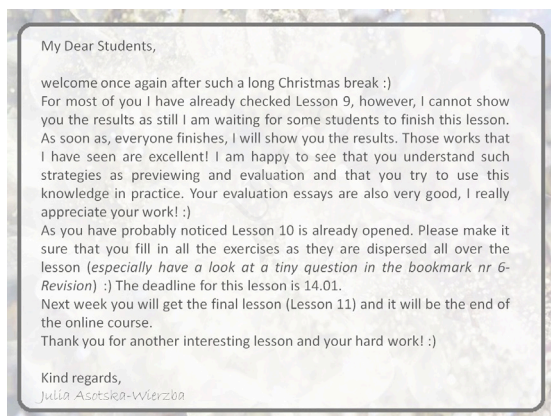 My Dear Students,
welcome once again after such a long Christmas break :)
For most of you I have already checked Lesson 9, however, I cannot show
you the results as still I am waiting for some students to finish this lesson.
As soon as, everyone finishes, I will show you the results. Those works that
I have seen are excellent! I am happy to see that you understand such
strategies as previewing and evaluation and that you try to use this
knowledge in practice. Your evaluation essays are also very good, I really
appreciate your work! :)
As you have probably noticed Lesson 10 is already opened. Please make it
sure that you fill in all the exercises as they are dispersed all over the
lesson (especially have a look at a tiny question in the bookmark nr 6-
Revision) :) The deadline for this lesson is 14.01.
Next week you will get the final lesson (Lesson 11) and it will be the end of
the online course.
Thank you for another interesting lesson and your hard work! :)
Kind regards,
Julia Asotska-Wierzba